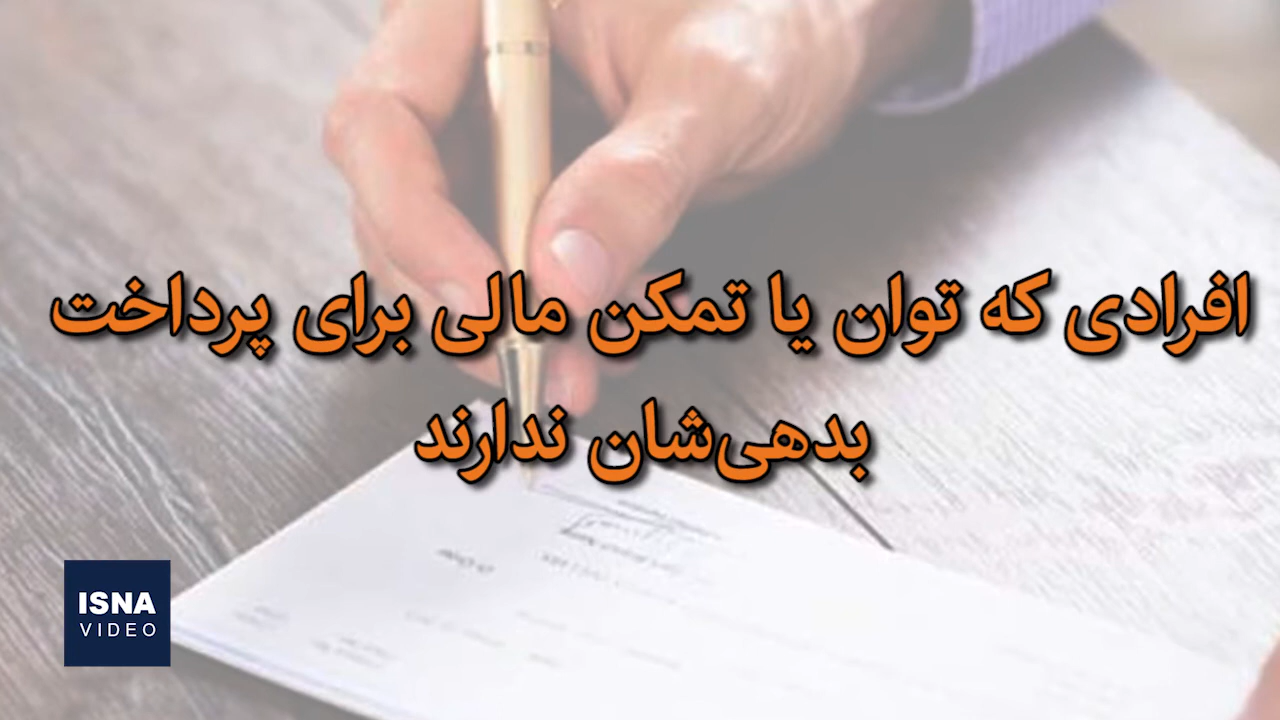 افرادی که توان یا تمکن مالی برای پرداخت
بدهی‌شان ندارند
ISNA
VIDEO